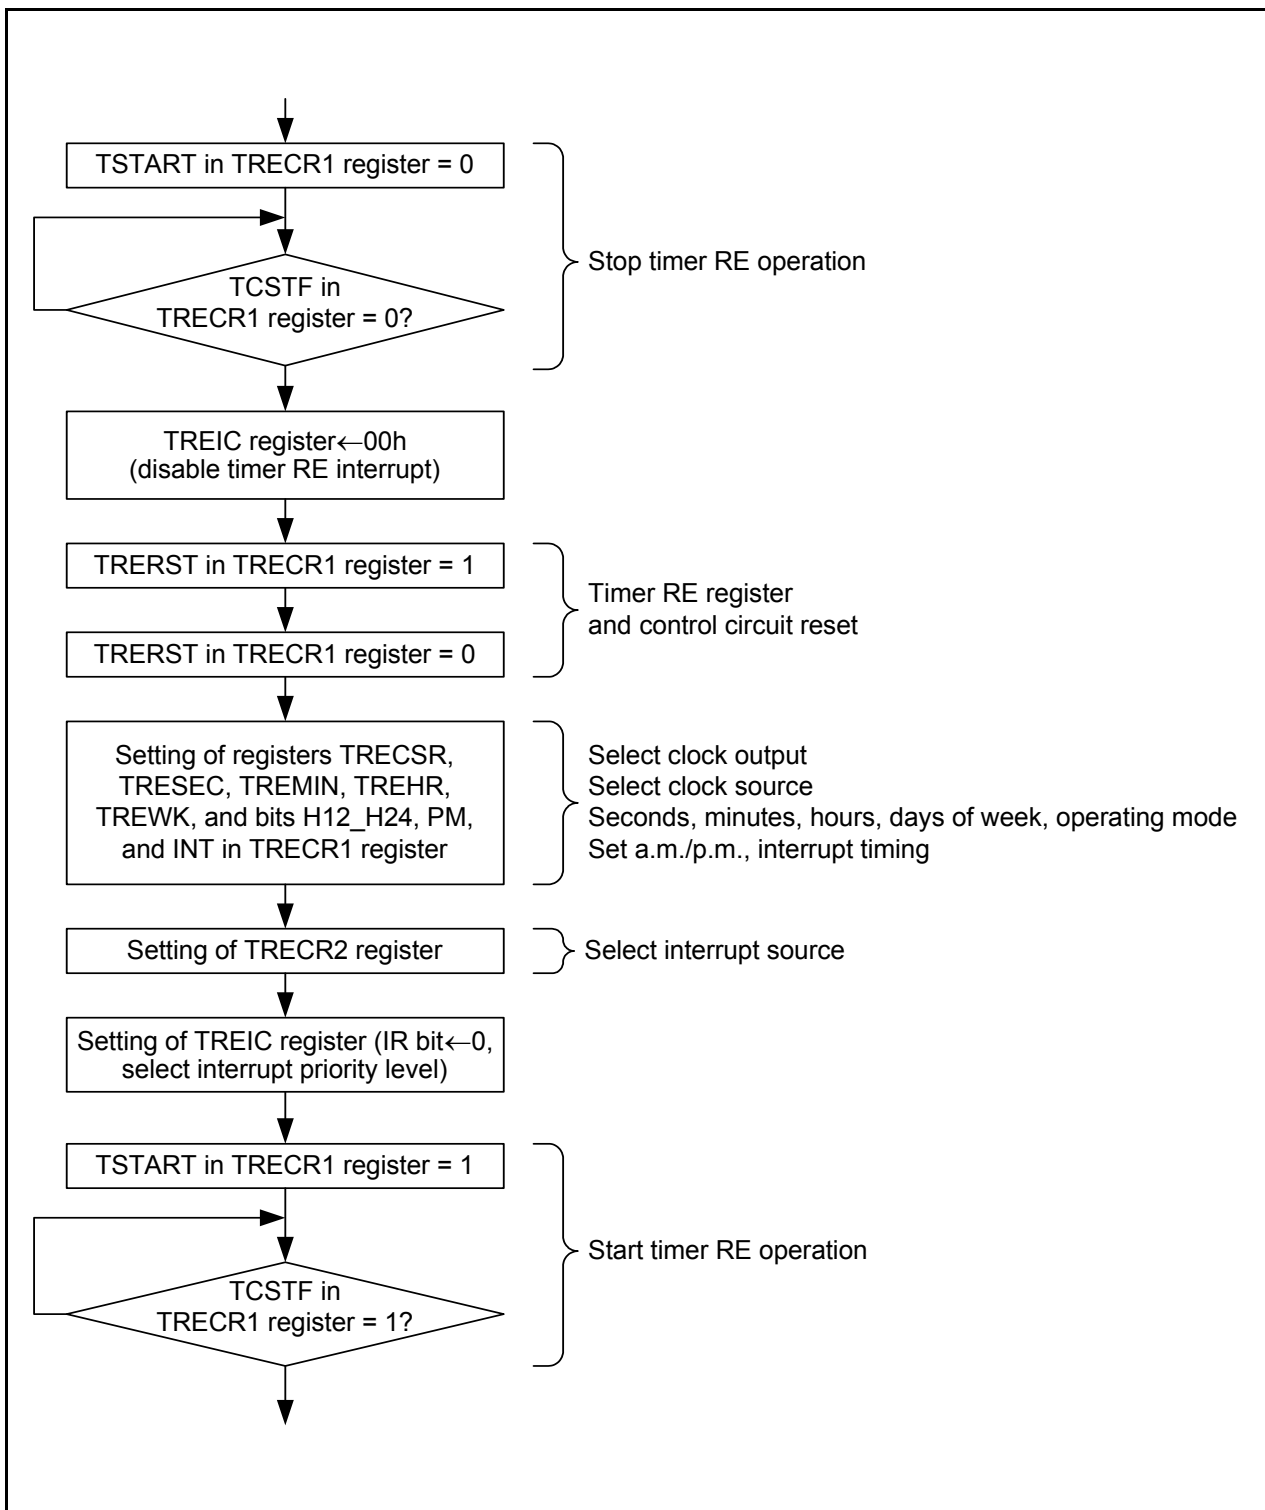 TSTART in TRECR1 register = 0
TCSTF in
TRECR1 register = 0?
Stop timer RE operation
TREIC register←00h
(disable timer RE interrupt)
TRERST in TRECR1 register = 1
TRERST in TRECR1 register = 0
Timer RE register
and control circuit reset
Setting of registers TRECSR,
TRESEC, TREMIN, TREHR,
TREWK, and bits H12_H24, PM,
and INT in TRECR1 register
Select clock output
Select clock source
Seconds, minutes, hours, days of week, operating mode
Set a.m./p.m., interrupt timing
Setting of TRECR2 register
Select interrupt source
Setting of TREIC register (IR bit←0,
select interrupt priority level)
TSTART in TRECR1 register = 1
TCSTF in
TRECR1 register = 1?
Start timer RE operation